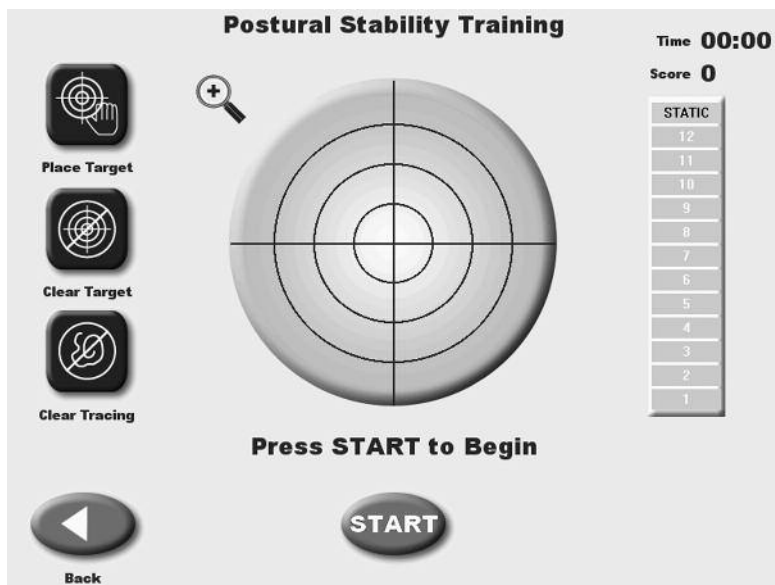 Postural Stability Training
Time 00:00
Score 0
Place Target
Clear Target
Clear Tracing
STATIC
12
11
10
9
8
7
6
5
4
3
2
1
Press START to Begin
START
Back